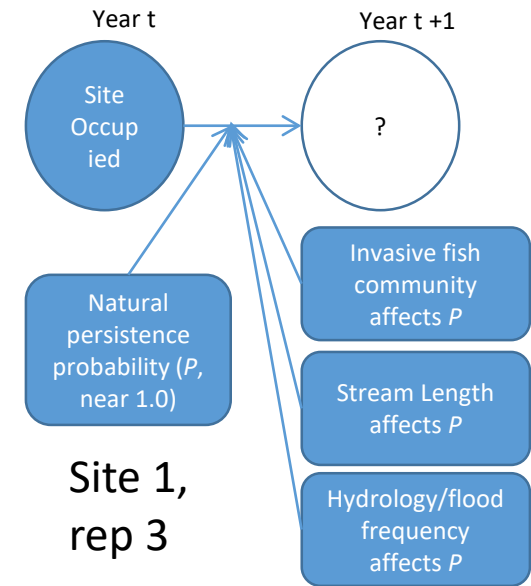 Year t
Year t +1
Site
Occup
ied
?
Natural
persistence
probability (P,
near 1.0)
Invasive fish
community
affects P
Stream Length
affects P
Hydrology/flood
frequency
affects P
Site 1,
rep 3